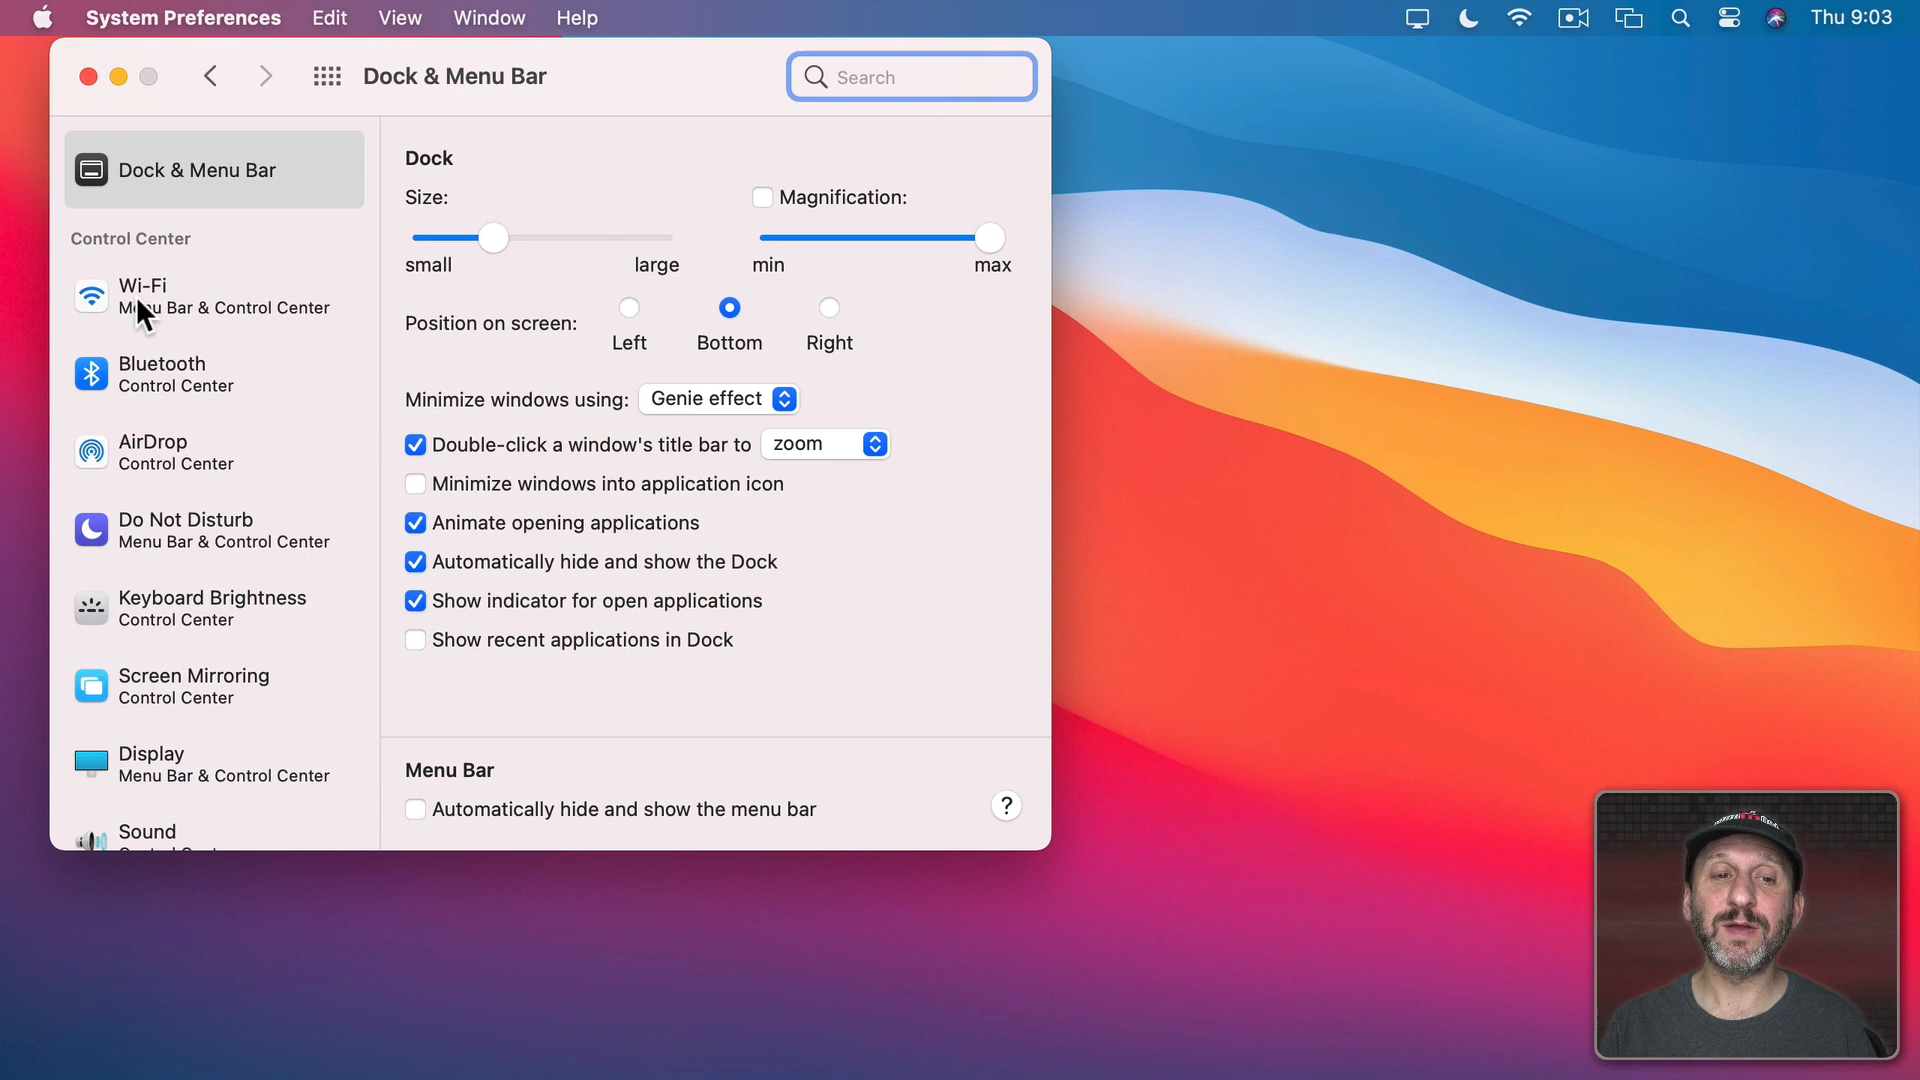 System Preferences Edit View Window Help
Thu 9:03
Dock & Menu Bar
Search
Dock & Menu Bar
Control Center
Wi-Fi
Menu Bar & Control Center
Bluetooth
Control Center
AirDrop
Control Center
Do Not Disturb
Menu Bar & Control Center
Keyboard Brightness
Control Center
Screen Mirroring
Control Center
Display
Menu Bar & Control Center
Sound
Dock
Size:
Magnification:
small large
min max
Position on screen:
Left Bottom Right
Minimize windows using: Genie effect
Double-click a window's title bar to zoom
Minimize windows into application icon
Animate opening applications
Automatically hide and show the Dock
Show indicator for open applications
Show recent applications in Dock
Menu Bar
Automatically hide and show the menu bar
?